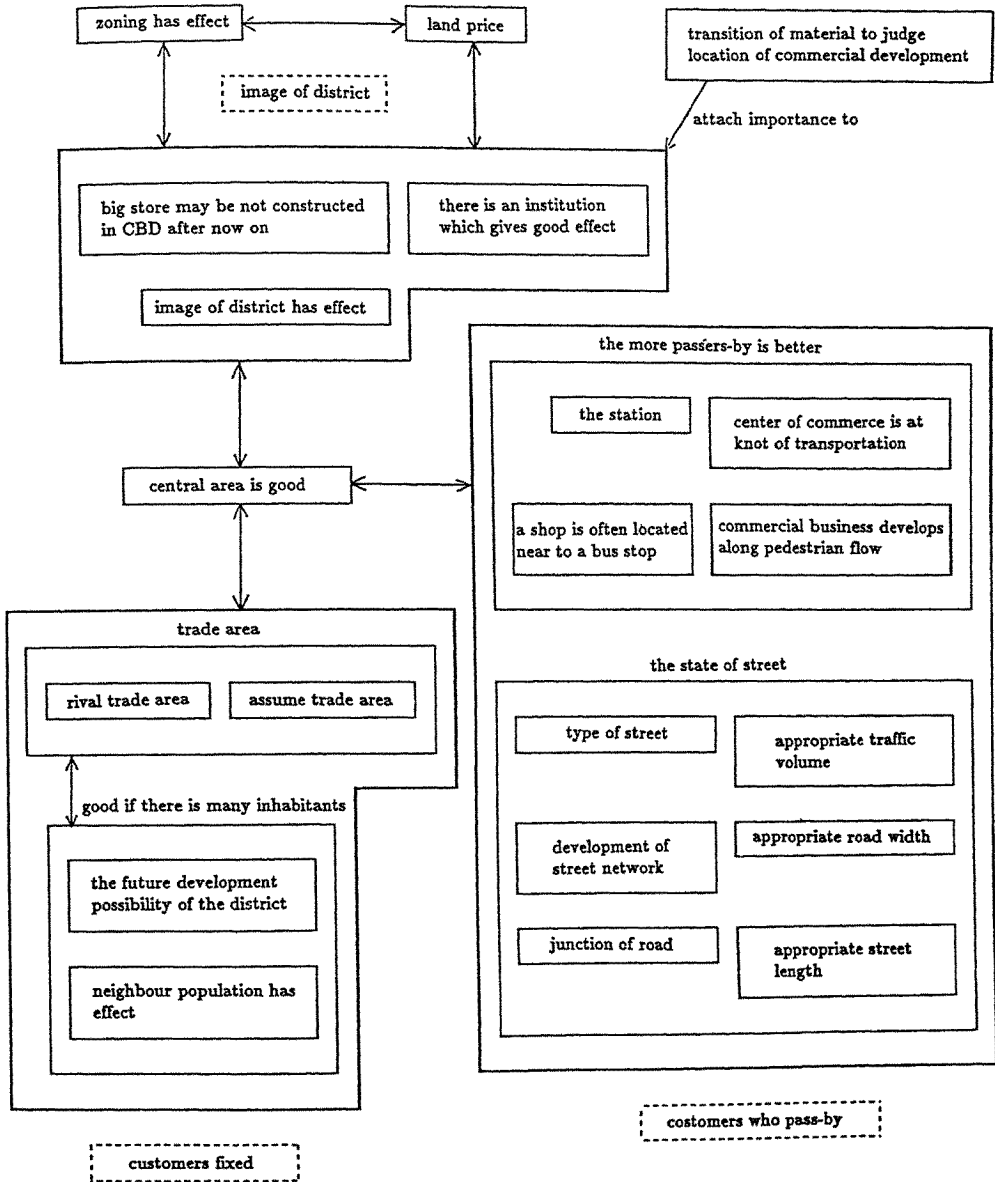 zoning has effect
land price
transition of material to judge
location of commercial development
image of district
attach importance to
big store may be not constructed
in CBD after now on
there is an institution
which gives good effect
image of district has effect
the more passers-by is better
the station
center of commerce is at
knot of transportation
central area is good
a shop is often located
near to a bus stop
commercial business develops
along pedestrian flow
trade area
rival trade area
assume trade area
good if there is many inhabitants
the future development
possibility of the district
neighbour population has
effect
the state of street
type of street
appropriate traffic
volume
development of
street network
appropriate road width
junction of road
appropriate street
length
costomers who pass-by
customers fixed